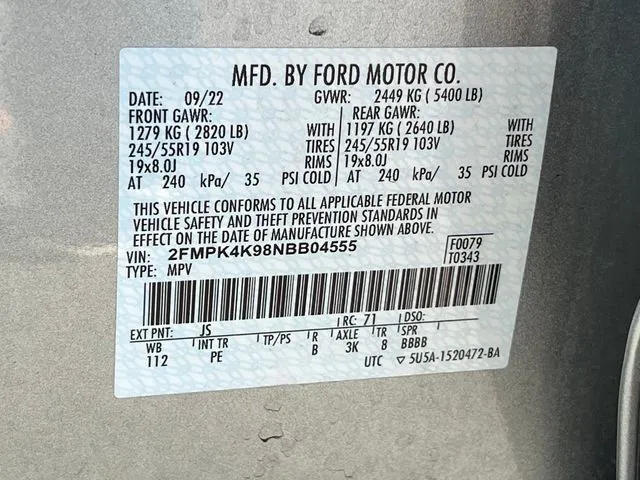 MFD. BY FORD MOTOR CO.
DATE: 09/22 GVWR: 2449 KG ( 5400 LB)
FRONT GAWR: REAR GAWR:
1279 KG ( 2820 LB) WITH 1197 KG ( 2640 LB) WITH
245/55R19 103V TIRES 245/55R19 103V TIRES
19x8.0J RIMS 19x8.0J RIMS
AT 240 kPa/ 35 PSI COLD AT 240 kPa/ 35 PSI COLD
THIS VEHICLE CONFORMS TO ALL APPLICABLE FEDERAL MOTOR
VEHICLE SAFETY AND THEFT PREVENTION STANDARDS IN
EFFECT ON THE DATE OF MANUFACTURE SHOWN ABOVE.
VIN: 2FMPK4K98NBB04555 F0079
TYPE: MPV T0343
EXT PNT: JS RC: 71 DSO:
WB INT TR TP/PS R AXLE TR SPR
112 PE B 3K 8 BBBB
UTC ▽ 5U5A-1520472-BA